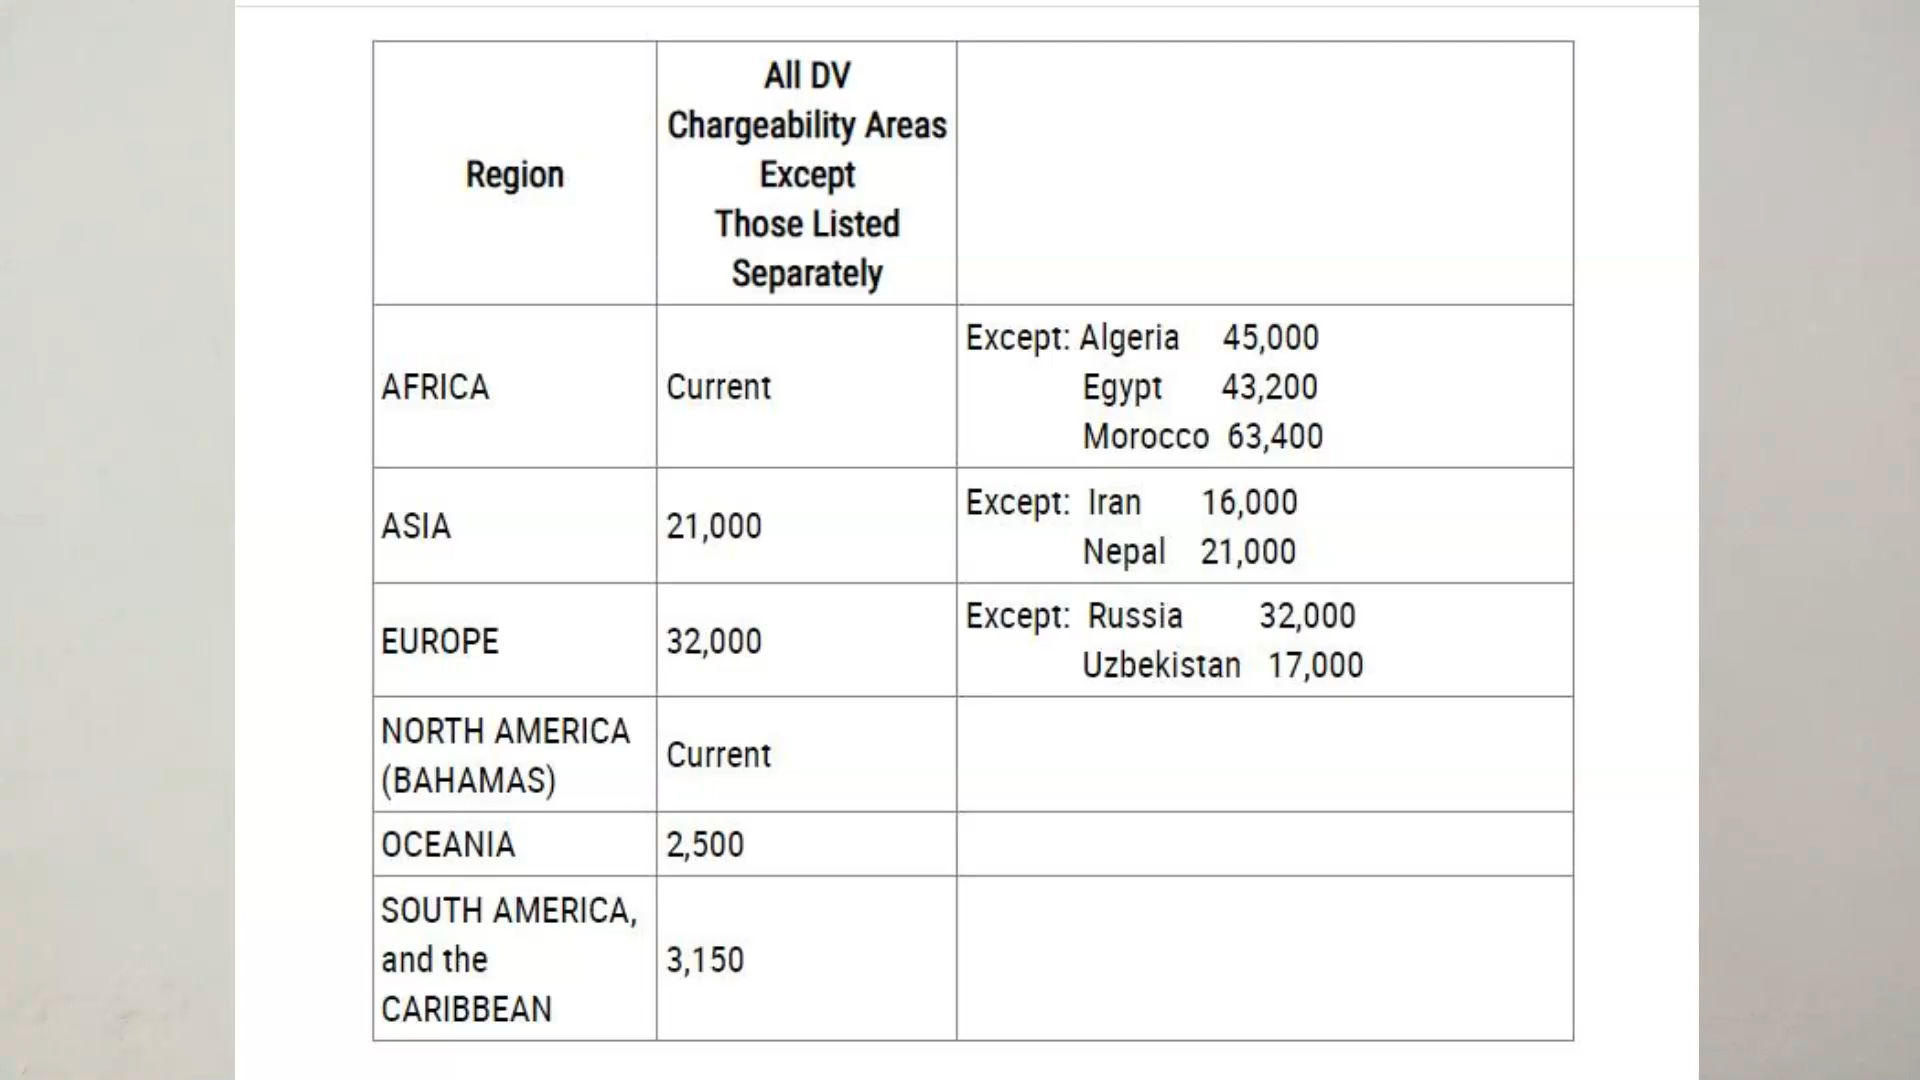 Region
All DV
Chargeability Areas
Except
Those Listed
Separately
AFRICA
Current
Except: Algeria 45,000
Egypt 43,200
Morocco 63,400
ASIA
21,000
Except: Iran 16,000
Nepal 21,000
EUROPE
32,000
Except: Russia 32,000
Uzbekistan 17,000
NORTH AMERICA
(BAHAMAS)
Current
OCEANIA
2,500
SOUTH AMERICA,
and the
CARIBBEAN
3,150